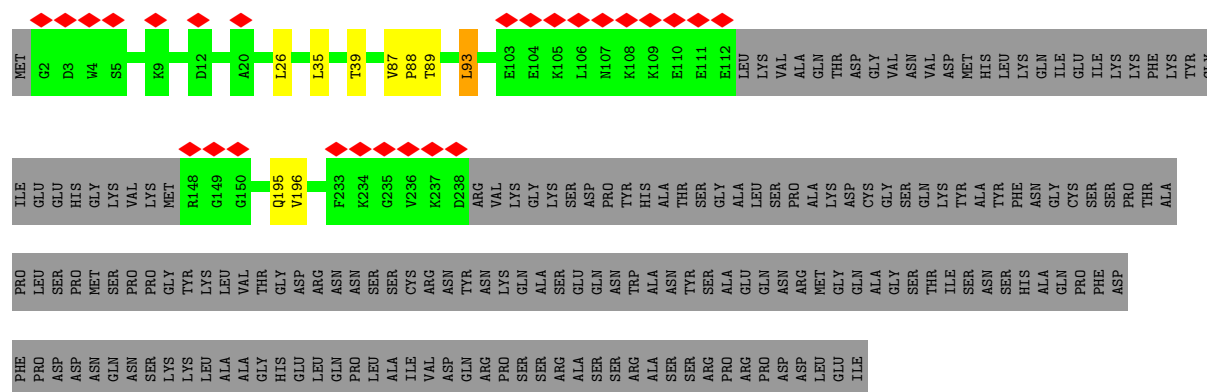 MET G2 D3 W4 S5 K9 D12 A20 L26 L35 T39 V87 P88 T89 L93 E103 E104 K105 L106 N107 K108 K109 E110 E111 E112 LEU LYS VAL ALA GLN THR ASP GLY VAL ASN VAL ASP MET HIS LEU LYS GLN ILE GLU ILE LYS LYS PHE LYS TYR GLY
ILE GLU GLU HIS GLY LYS VAL LYS MET R148 G149 G150 Q195 V196 F233 K234 G235 V236 K237 D238 ARG VAL LYS GLY LYS SER ASP PRO TYR HIS ALA THR SER GLY ALA LEU SER PRO ALA LYS ASP CYS GLY SER GLN LYS TYR ALA TYR PHE ASN GLY CYS SER SER PRO THR ALA
PRO LEU SER PRO MET SER PRO PRO GLY TYR LYS LEU VAL THR GLY ASP ARG ASN ASN SER SER CYS ARG ASN TYR ASN LYS GLN ALA SER GLU GLN ASN TRP ALA ASN TYR SER ALA GLU GLN ASN ARG MET GLY GLN ALA GLY SER THR ILE SER ASN SER HIS ALA GLN PRO PHE ASP
PHE PRO ASP ASP ASN GLN ASN SER LYS LYS LEU ALA ALA GLY HIS GLU LEU GLN PRO LEU ALA ILE VAL ASP GLN ARG PRO SER SER ARG ALA SER SER ARG ALA SER SER ARG PRO ARG PRO ASP ASP LEU GLU ILE